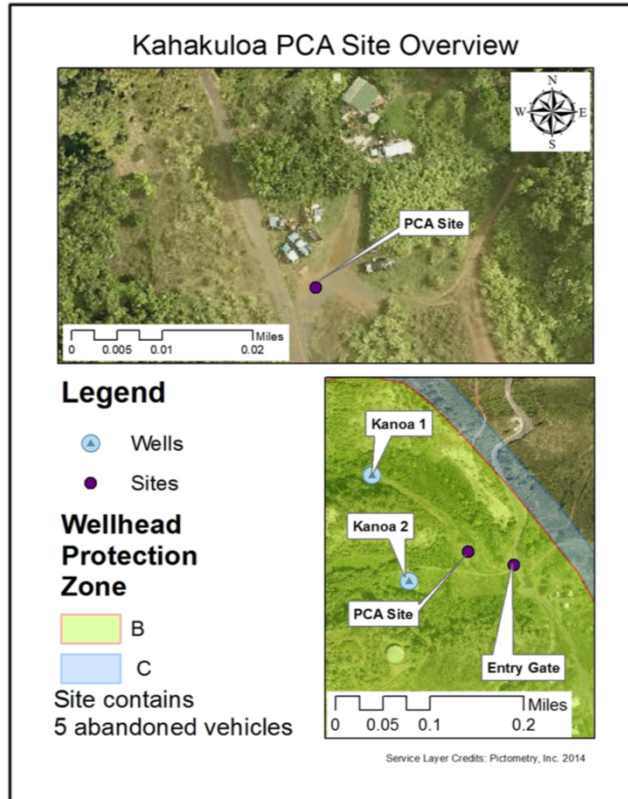 Kahakuloa PCA Site Overview
N
W E
S
PCA Site
Miles
0 0.005 0.01 0.02
Legend
Wells
Sites
Wellhead
Protection
Zone
B
C
Site contains
5 abandoned vehicles
Kanoa 1
Kanoa 2
PCA Site
Entry Gate
Miles
0 0.05 0.1 0.2
Service Layer Credits: Pictometry, Inc. 2014